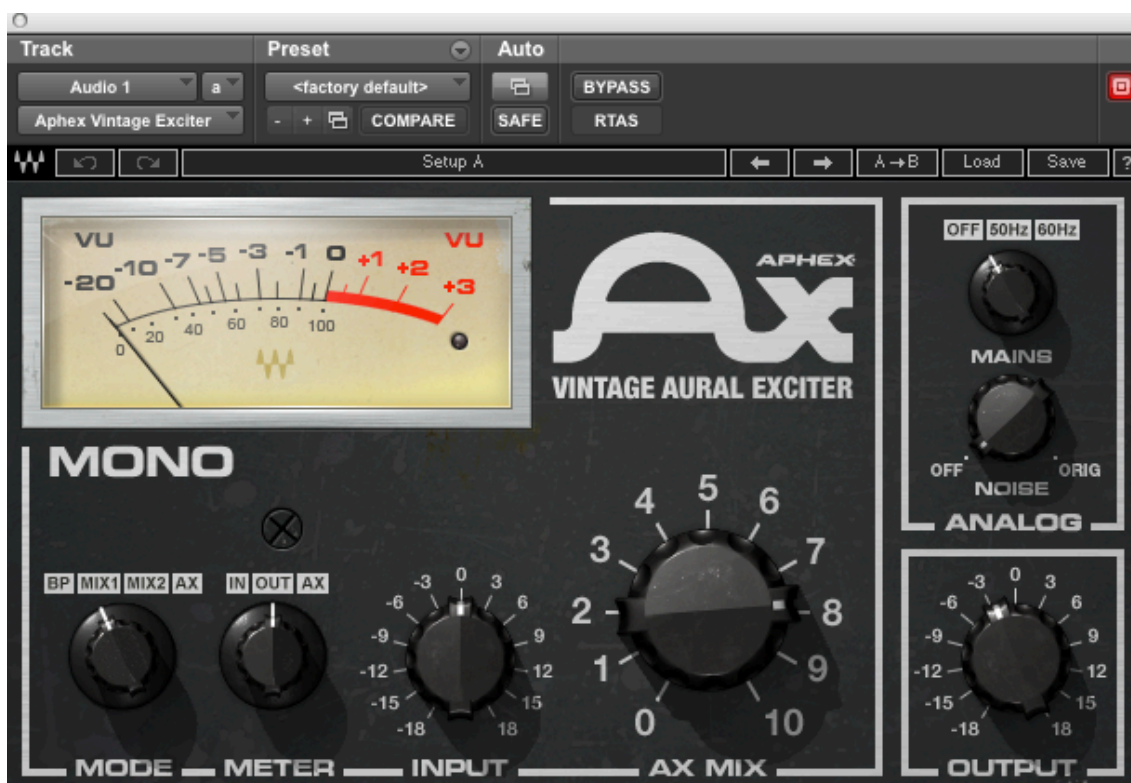 Track Preset Auto
Audio 1 a <factory default> BYPASS
Aphex Vintage Exciter - + COMPARE SAFE RTAS
Setup A A→B Load Save ?
VU VU
-20 -10 -7 -5 -3 -1 0 +1 +2 +3
0 20 40 60 80 100
Ax APHEX
VINTAGE AURAL EXCITER
OFF 50Hz 60Hz
MAINS
OFF ORIG
NOISE
ANALOG
MONO
BP MIX1 MIX2 AX
MODE
IN OUT AX
METER
-18 -15 -12 -9 -6 -3 0 3 6 9 12 15 18
INPUT
0 1 2 3 4 5 6 7 8 9 10
AX MIX
-18 -15 -12 -9 -6 -3 0 3 6 9 12 15 18
OUTPUT